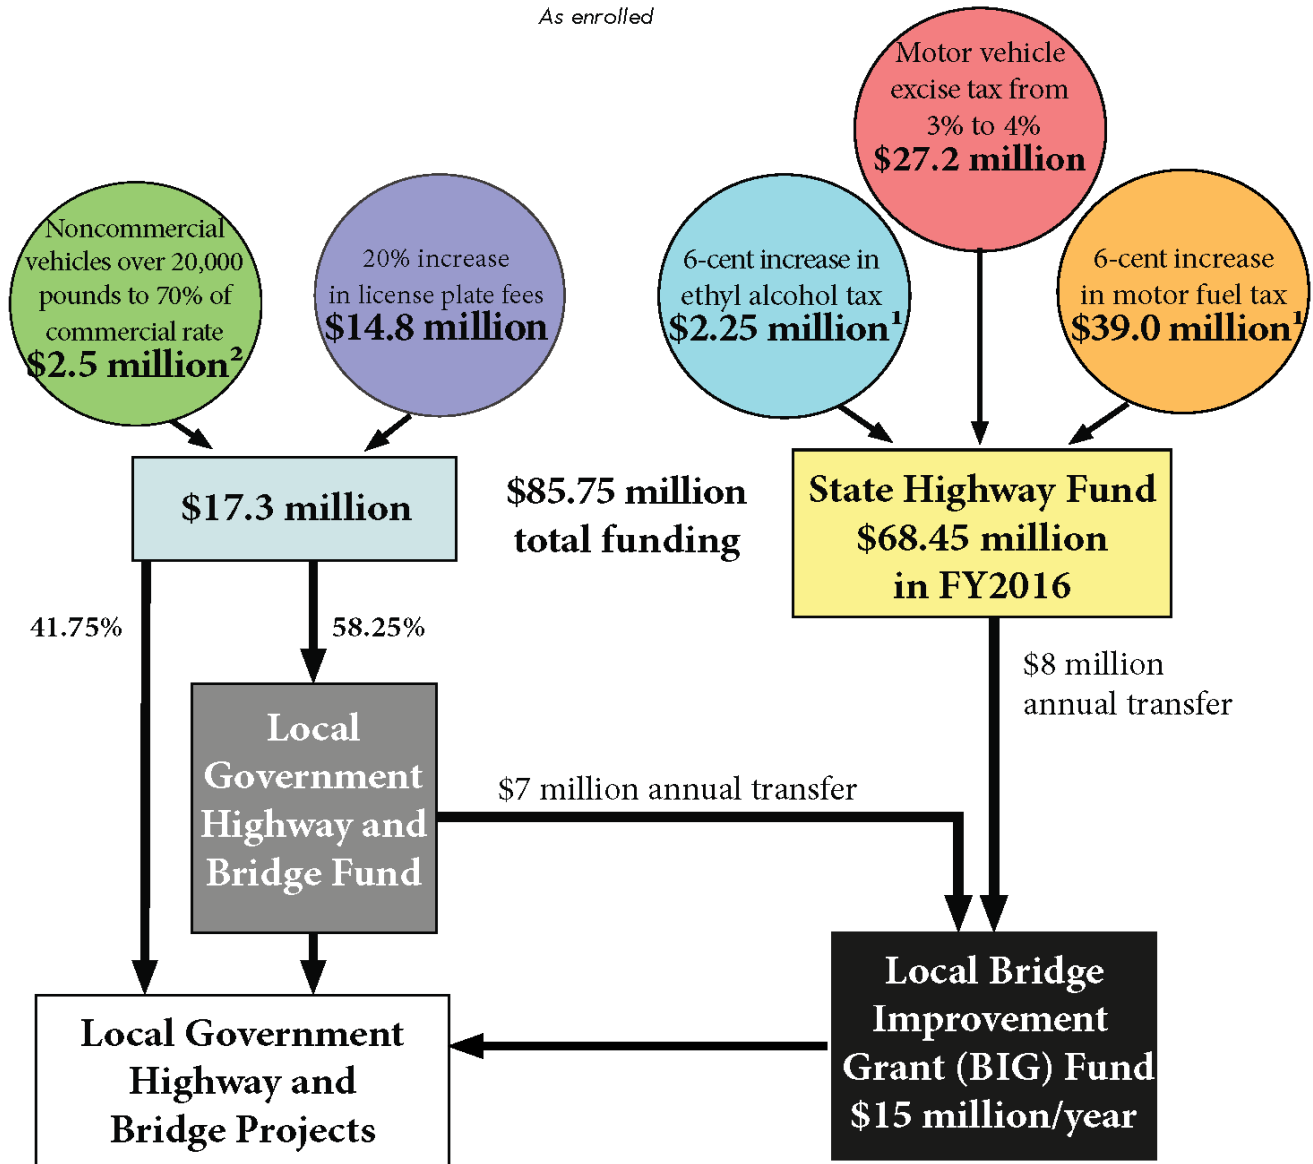 As enrolled
Motor vehicle
excise tax from
3% to 4%
$27.2 million
Noncommercial
vehicles over 20,000
pounds to 70% of
commercial rate
$2.5 million²
20% increase
in license plate fees
$14.8 million
6-cent increase in
ethyl alcohol tax
$2.25 million¹
6-cent increase
in motor fuel tax
$39.0 million¹
$17.3 million
$85.75 million
total funding
State Highway Fund
$68.45 million
in FY2016
41.75%
58.25%
$8 million
annual transfer
Local
Government
Highway and
Bridge Fund
$7 million annual transfer
Local Government
Highway and
Bridge Projects
Local Bridge
Improvement
Grant (BIG) Fund
$15 million/year